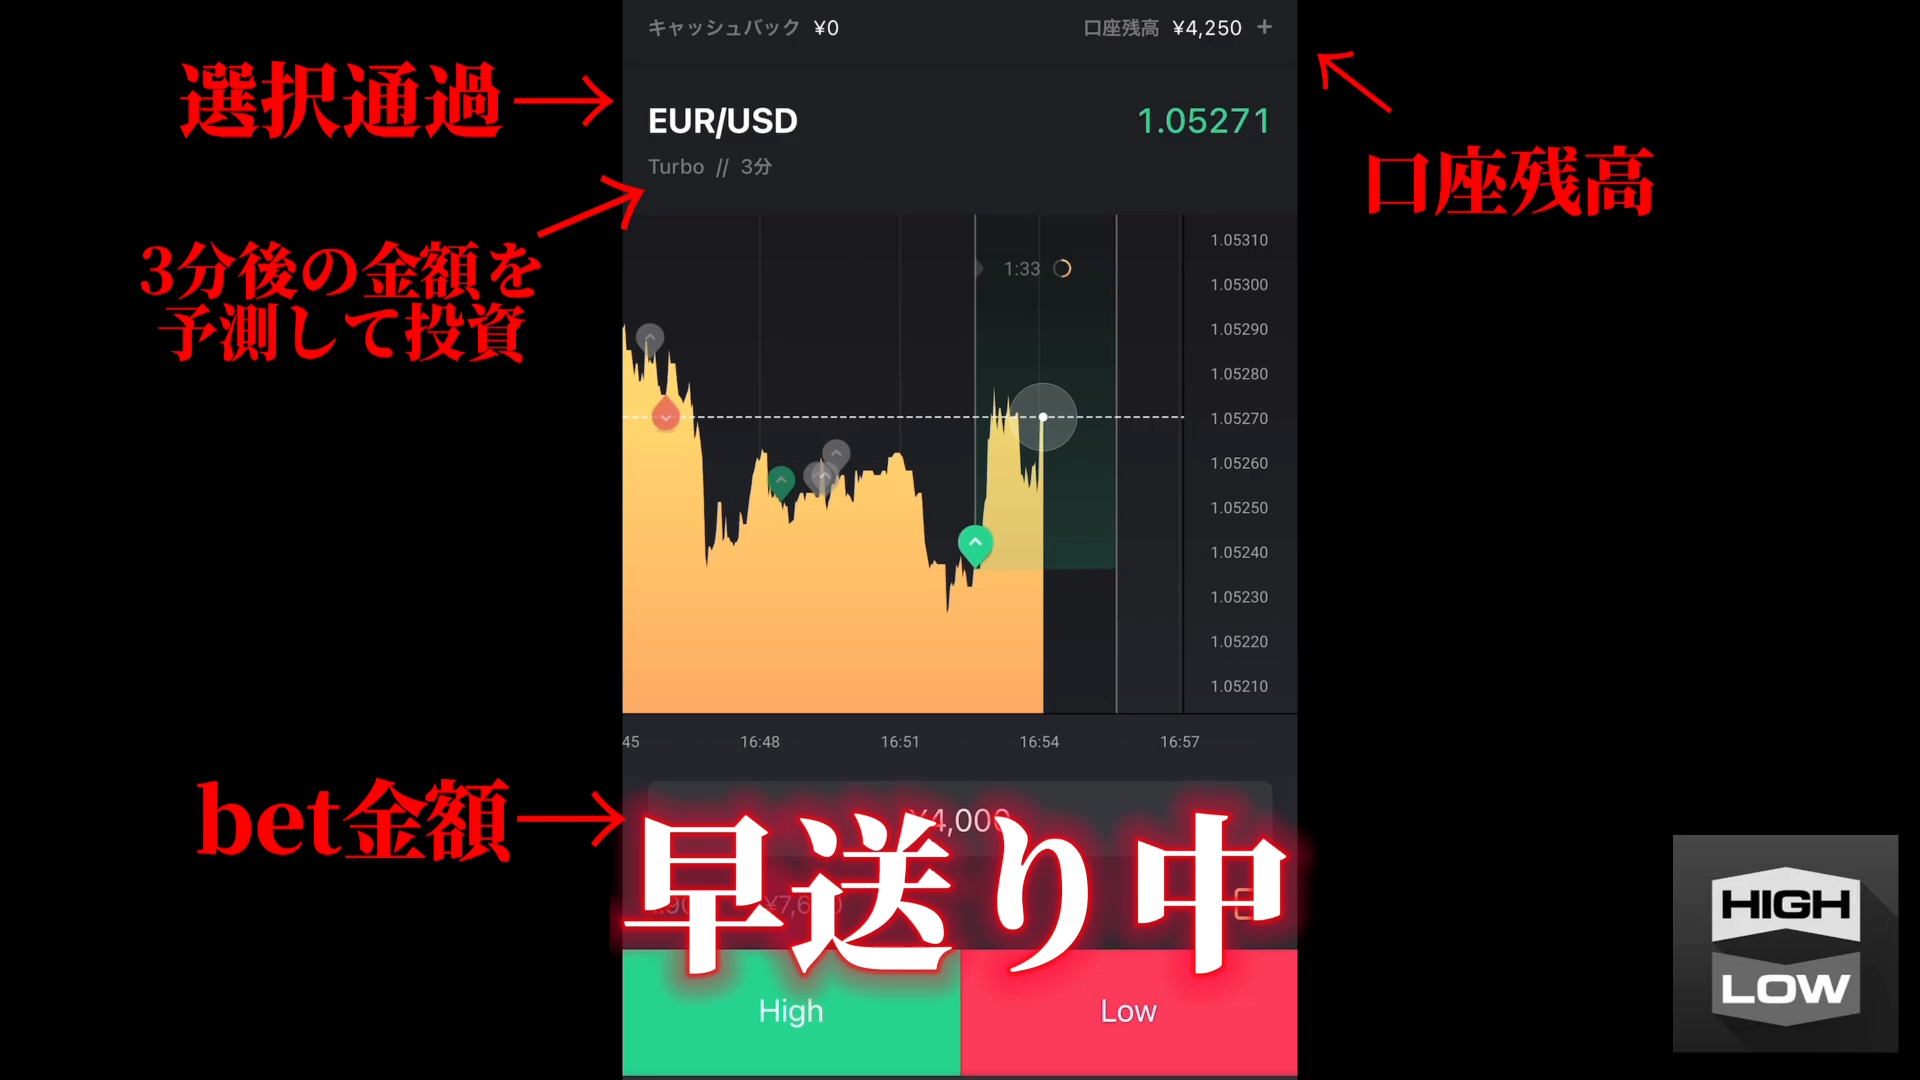 キャッシュバック ¥0
口座残高 ¥4,250 +
選択通過
EUR/USD
1.05271
Turbo // 3分
口座残高
3分後の金額を
予測して投資
1:33
1.05310
1.05300
1.05290
1.05280
1.05270
1.05260
1.05250
1.05240
1.05230
1.05220
1.05210
45
16:48
16:51
16:54
16:57
bet金額
¥4,000
早送り中
High
Low
HIGH
LOW